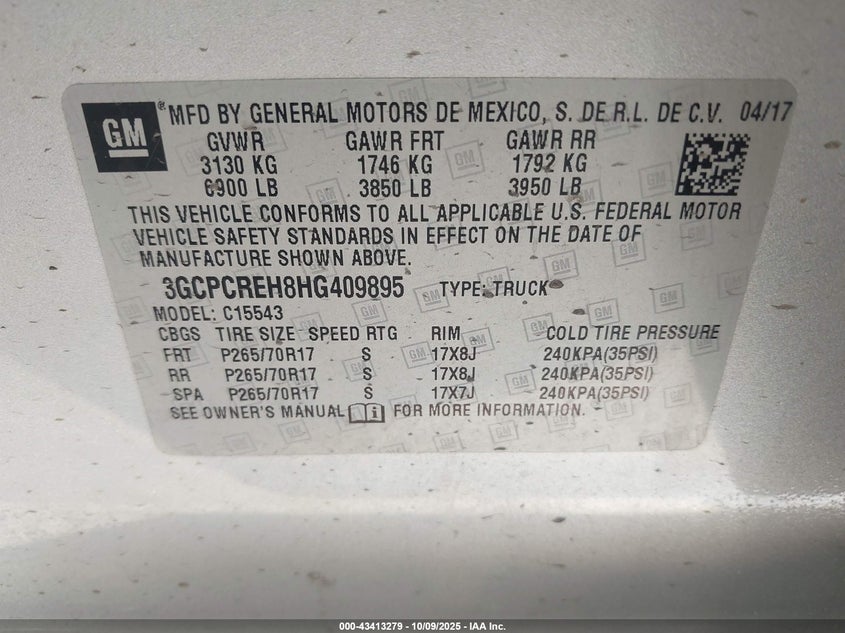 GM® MFD BY GENERAL MOTORS DE MEXICO, S. DE R.L. DE C.V. 04/17
GVWR GAWR FRT GAWR RR
3130 KG 1746 KG 1792 KG
6900 LB 3850 LB 3950 LB
THIS VEHICLE CONFORMS TO ALL APPLICABLE U.S. FEDERAL MOTOR
VEHICLE SAFETY STANDARDS IN EFFECT ON THE DATE OF
MANUFACTURE SHOWN ABOVE.
3GCPCREH8HG409895 TYPE: TRUCK
MODEL: C15543
CBGS TIRE SIZE SPEED RTG RIM COLD TIRE PRESSURE
FRT P265/70R17 S 17X8J 240KPA(35PSI)
RR P265/70R17 S 17X8J 240KPA(35PSI)
SPA P265/70R17 S 17X7J 240KPA(35PSI)
SEE OWNER'S MANUAL FOR MORE INFORMATION.
000-43413279 - 10/09/2025 - IAA Inc.